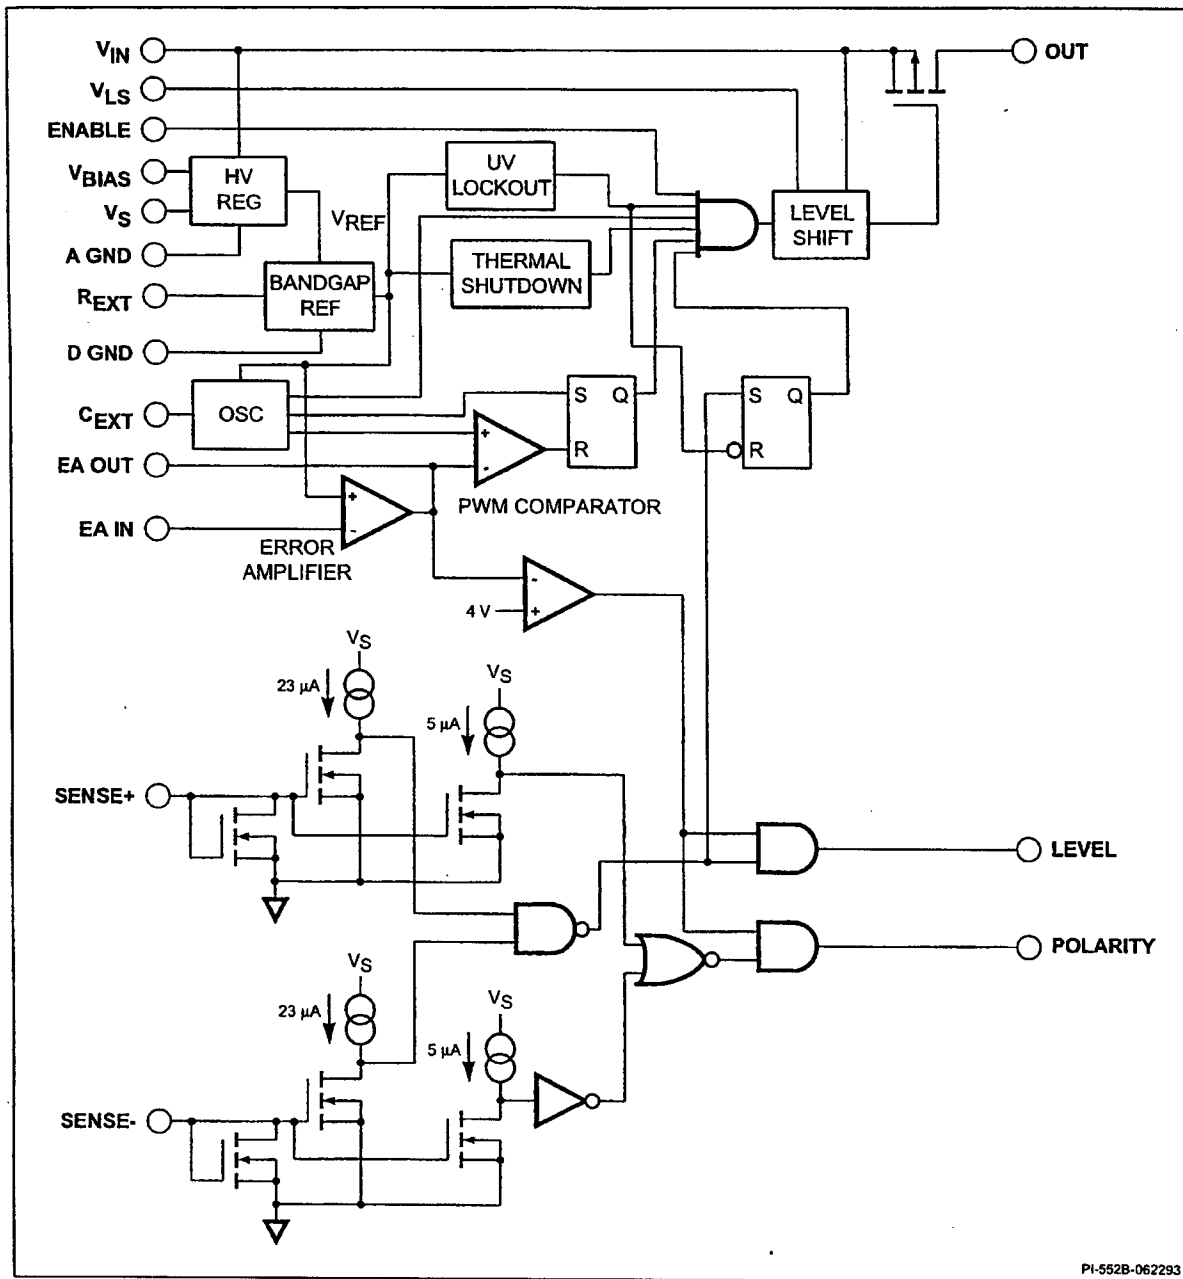 VIN
OUT
VLS
ENABLE
VBIAS
HV
REG
UV
LOCKOUT
VS
VREF
LEVEL
SHIFT
A GND
THERMAL
SHUTDOWN
BANDGAP
REF
REXT
D GND
S Q
S Q
CEXT
OSC
+
R
R
EA OUT
-
PWM COMPARATOR
+
EA IN
-
ERROR
AMPLIFIER
-
4 V
+
VS
VS
23 µA
5 µA
SENSE+
LEVEL
POLARITY
VS
VS
23 µA
5 µA
SENSE-
PI-552B-062293